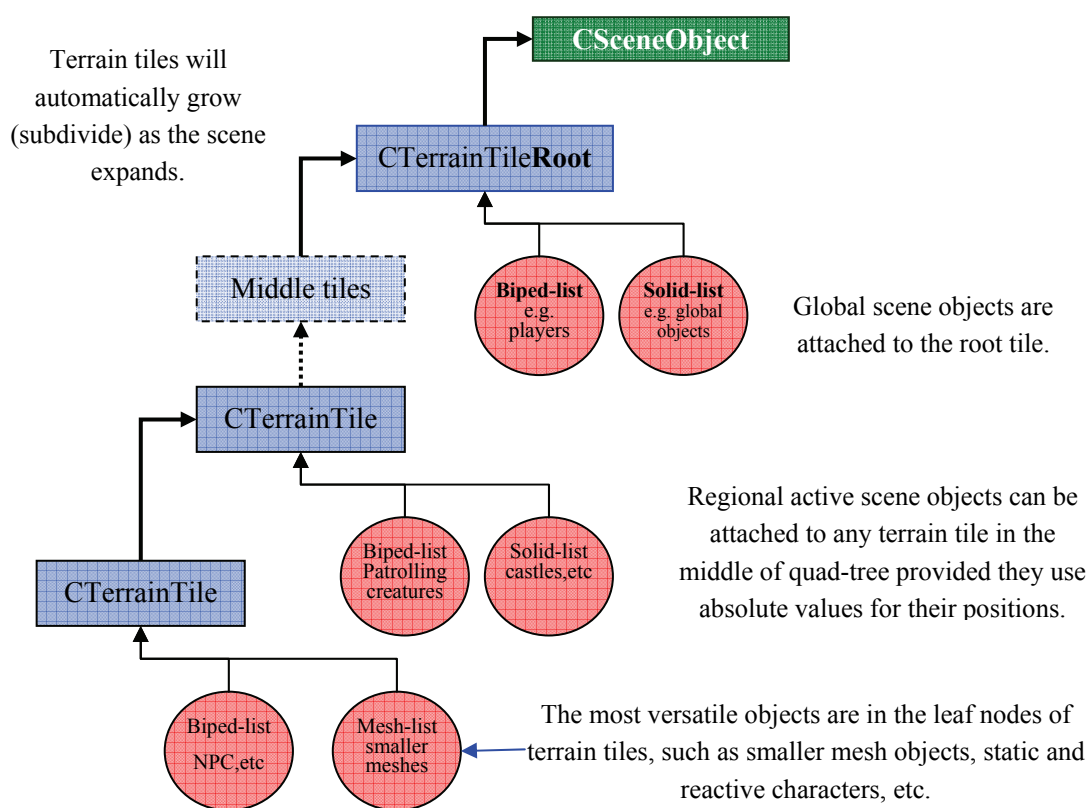 CSceneObject
Terrain tiles will
automatically grow
(subdivide) as the scene
expands.
CTerrainTileRoot
Middle tiles
Biped-list
e.g.
players
Solid-list
e.g. global
objects
Global scene objects are
attached to the root tile.
CTerrainTile
Biped-list
Patrolling
creatures
Solid-list
castles,etc
Regional active scene objects can be
attached to any terrain tile in the
middle of quad-tree provided they use
absolute values for their positions.
CTerrainTile
Biped-list
NPC,etc
Mesh-list
smaller
meshes
The most versatile objects are in the leaf nodes of
terrain tiles, such as smaller mesh objects, static and
reactive characters, etc.